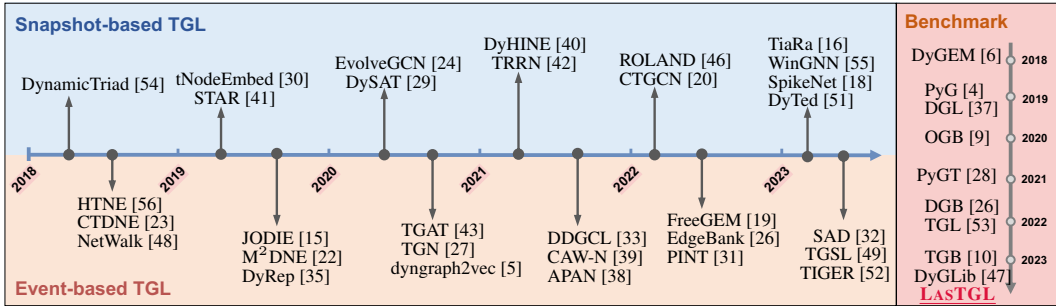 Snapshot-based TGL
DynamicTriad [54]
tNodeEmbed [30]
STAR [41]
EvolveGCN [24]
DySAT [29]
DyHINE [40]
TRRN [42]
ROLAND [46]
CTGCN [20]
TiaRa [16]
WinGNN [55]
SpikeNet [18]
DyTed [51]
2018
2019
2020
2021
2022
2023
HTNE [56]
CTDNE [23]
NetWalk [48]
JODIE [15]
M²DNE [22]
DyRep [35]
TGAT [43]
TGN [27]
dyngraph2vec [5]
DDGCL [33]
CAW-N [39]
APAN [38]
FreeGEM [19]
EdgeBank [26]
PINT [31]
SAD [32]
TGSL [49]
TIGER [52]
Event-based TGL
Benchmark
DyGEM [6]
2018
PyG [4]
DGL [37]
2019
OGB [9]
2020
PyGT [28]
2021
DGB [26]
TGL [53]
2022
TGB [10]
DyGLib [47]
2023
LASTGL